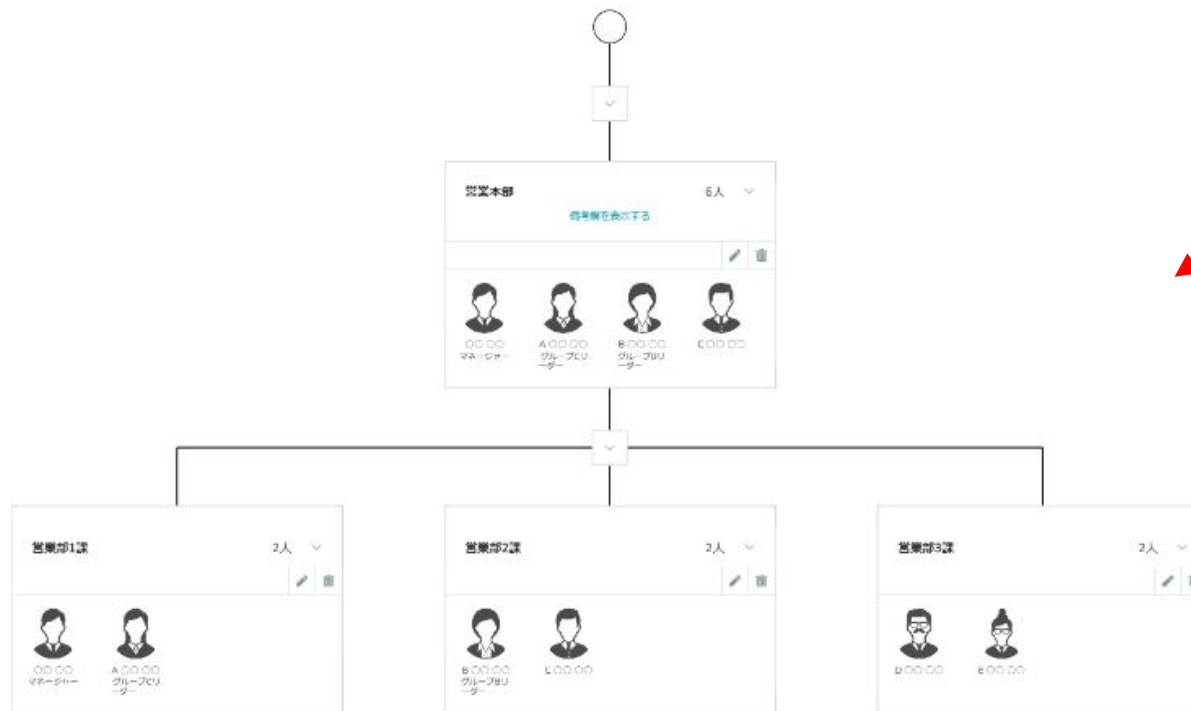 営業本部 6人
備考欄を表示する
○○ ○○ A ○○ ○○ B ○○ ○○ C ○○ ○○
マネージャー グループCリ グループBリ
ーダー ーダー
営業部1課 2人 営業部2課 2人 営業部3課 2人
○○ ○○ A ○○ ○○ B ○○ ○○ C ○○ ○○ D ○○ ○○ E ○○ ○○
マネージャー グループCリ グループBリ
ーダー ーダー